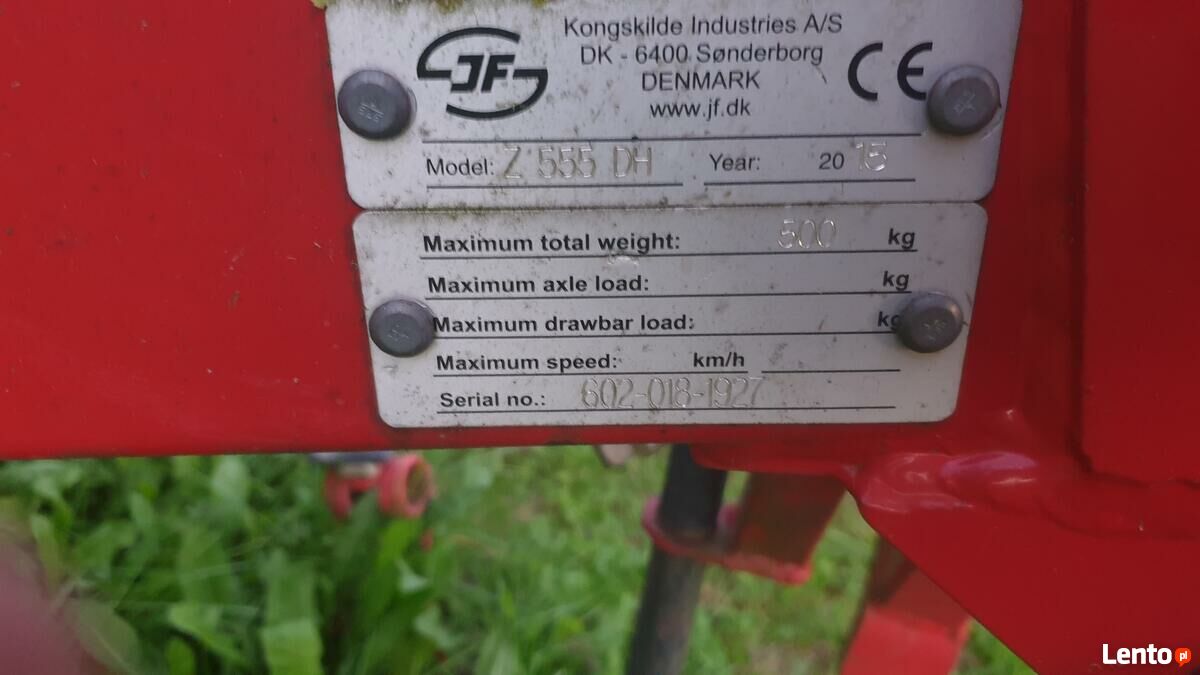 JF
Kongskilde Industries A/S
DK - 6400 Sønderborg
DENMARK
www.jf.dk
CE
Model: Z 555 DH Year: 20 15
Maximum total weight: 500 kg
Maximum axle load: kg
Maximum drawbar load: kg
Maximum speed: km/h
Serial no.: 602-018-1927
Lento.pl